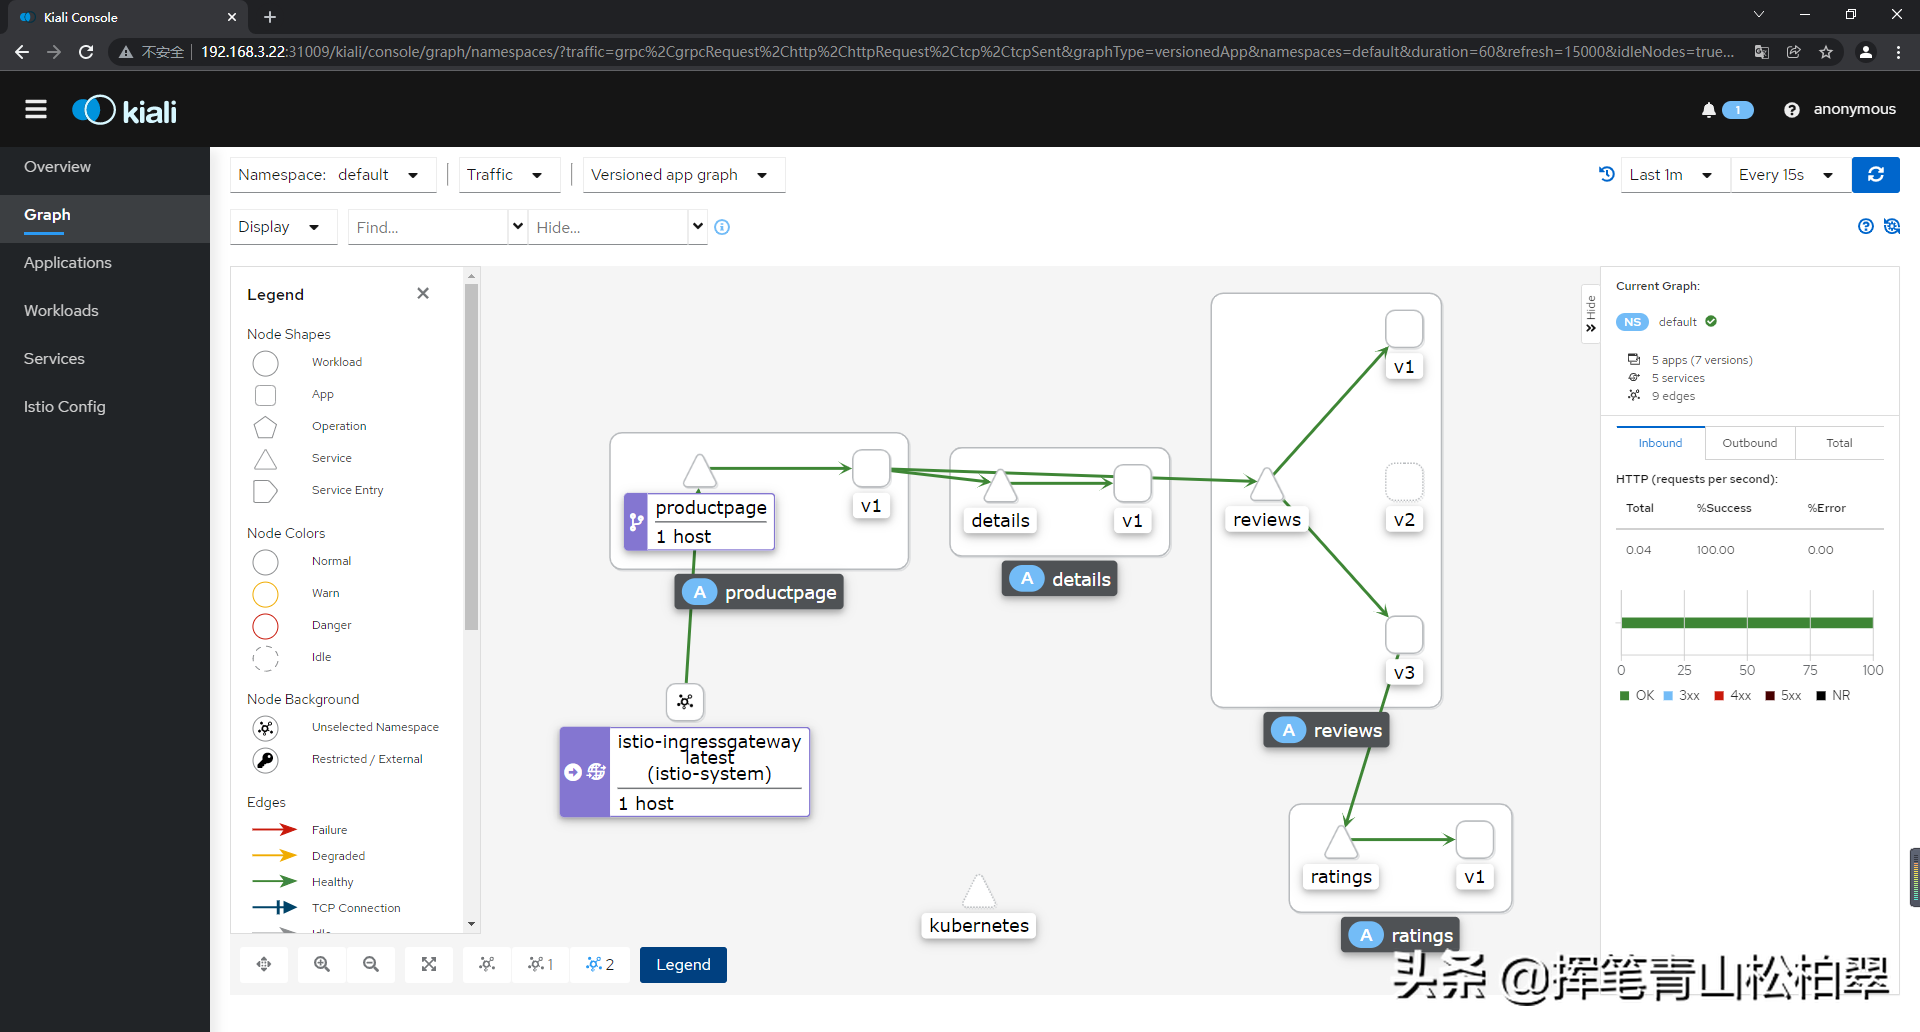 Kiali Console
不安全
192.168.3.22:31009/kiali/console/graph/namespaces/?traffic=grpc%2CgrpcRequest%2Chttp%2ChttpRequest%2Ctcp%2CtcpSent&graphType=versionedApp&namespaces=default&duration=60&refresh=15000&idleNodes=true...
kiali
1
anonymous
Overview
Graph
Applications
Workloads
Services
Istio Config
Namespace: default
Traffic
Versioned app graph
Last 1m
Every 15s
Display
Find...
Hide...
Legend
Node Shapes
Workload
App
Operation
Service
Service Entry
Node Colors
Normal
Warn
Danger
Idle
Node Background
Unselected Namespace
Restricted / External
Edges
Failure
Degraded
Healthy
TCP Connection
Idle
productpage
1 host
v1
A productpage
istio-ingressgateway
latest
(istio-system)
1 host
details
v1
A details
reviews
v1
v2
v3
A reviews
ratings
v1
A ratings
kubernetes
1
2
Legend
Hide
Current Graph:
NS default
5 apps (7 versions)
5 services
9 edges
Inbound
Outbound
Total
HTTP (requests per second):
Total %Success %Error
0.04 100.00 0.00
0 25 50 75 100
OK 3xx 4xx 5xx NR
头条 @挥笔青山松柏翠